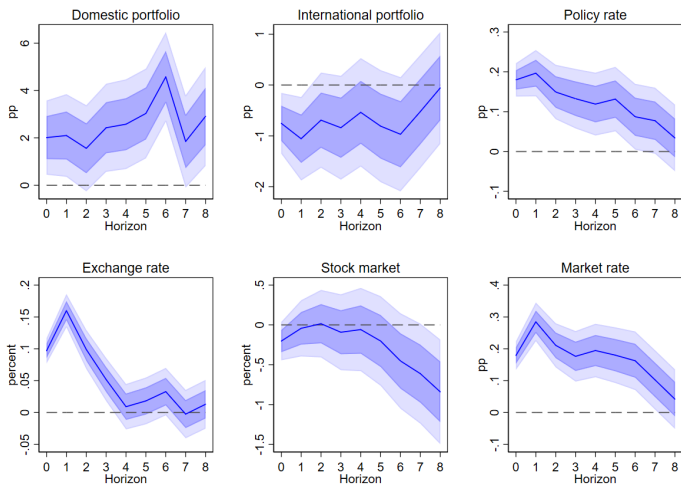 Domestic portfolio
pp
6
4
2
0
0 1 2 3 4 5 6 7 8
Horizon
International portfolio
pp
1
0
-1
-2
0 1 2 3 4 5 6 7 8
Horizon
Policy rate
pp
.3
.2
.1
0
-.1
0 1 2 3 4 5 6 7 8
Horizon
Exchange rate
percent
.2
.15
.1
.05
0
-.05
0 1 2 3 4 5 6 7 8
Horizon
Stock market
percent
.5
0
-.5
-1
-1.5
0 1 2 3 4 5 6 7 8
Horizon
Market rate
pp
.4
.3
.2
.1
0
-.1
0 1 2 3 4 5 6 7 8
Horizon